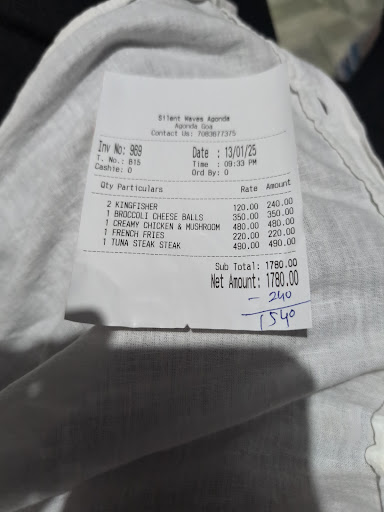 Silent Waves Agonda
Agonda Goa
Contact Us: 7083677375
Inv No: 989 Date : 13/01/25
T. No.: B15 Time : 09:33 PM
Cashie: 0 Ord By: 0
Qty Particulars Rate Amount
2 KINGFISHER 120.00 240.00
1 BROCCOLI CHEESE BALLS 350.00 350.00
1 CREAMY CHICKEN & MUSHROOM 480.00 480.00
1 FRENCH FRIES 220.00 220.00
1 TUNA STEAK STEAK 490.00 490.00
Sub Total: 1780.00
Net Amount: 1780.00
- 240
1540